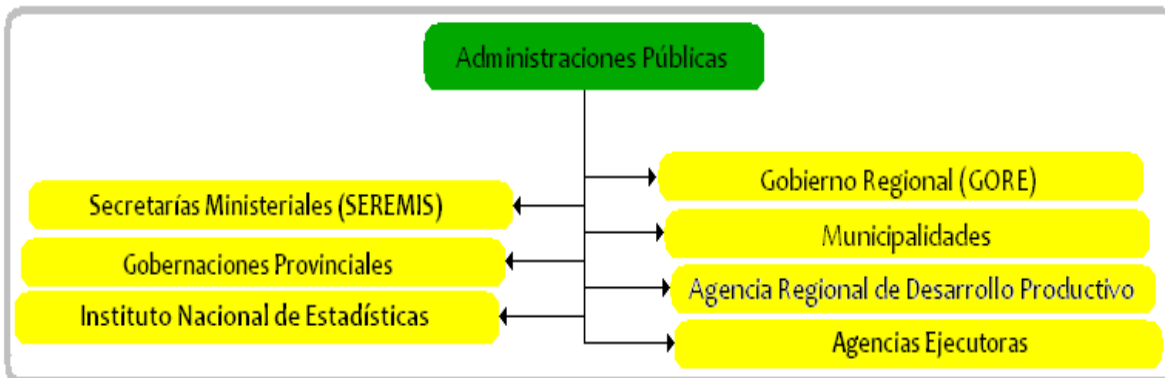 Administraciones Públicas
Secretarías Ministeriales (SEREMIS)
Gobernaciones Provinciales
Instituto Nacional de Estadísticas
Gobierno Regional (GORE)
Municipalidades
Agencia Regional de Desarrollo Productivo
Agencias Ejecutoras